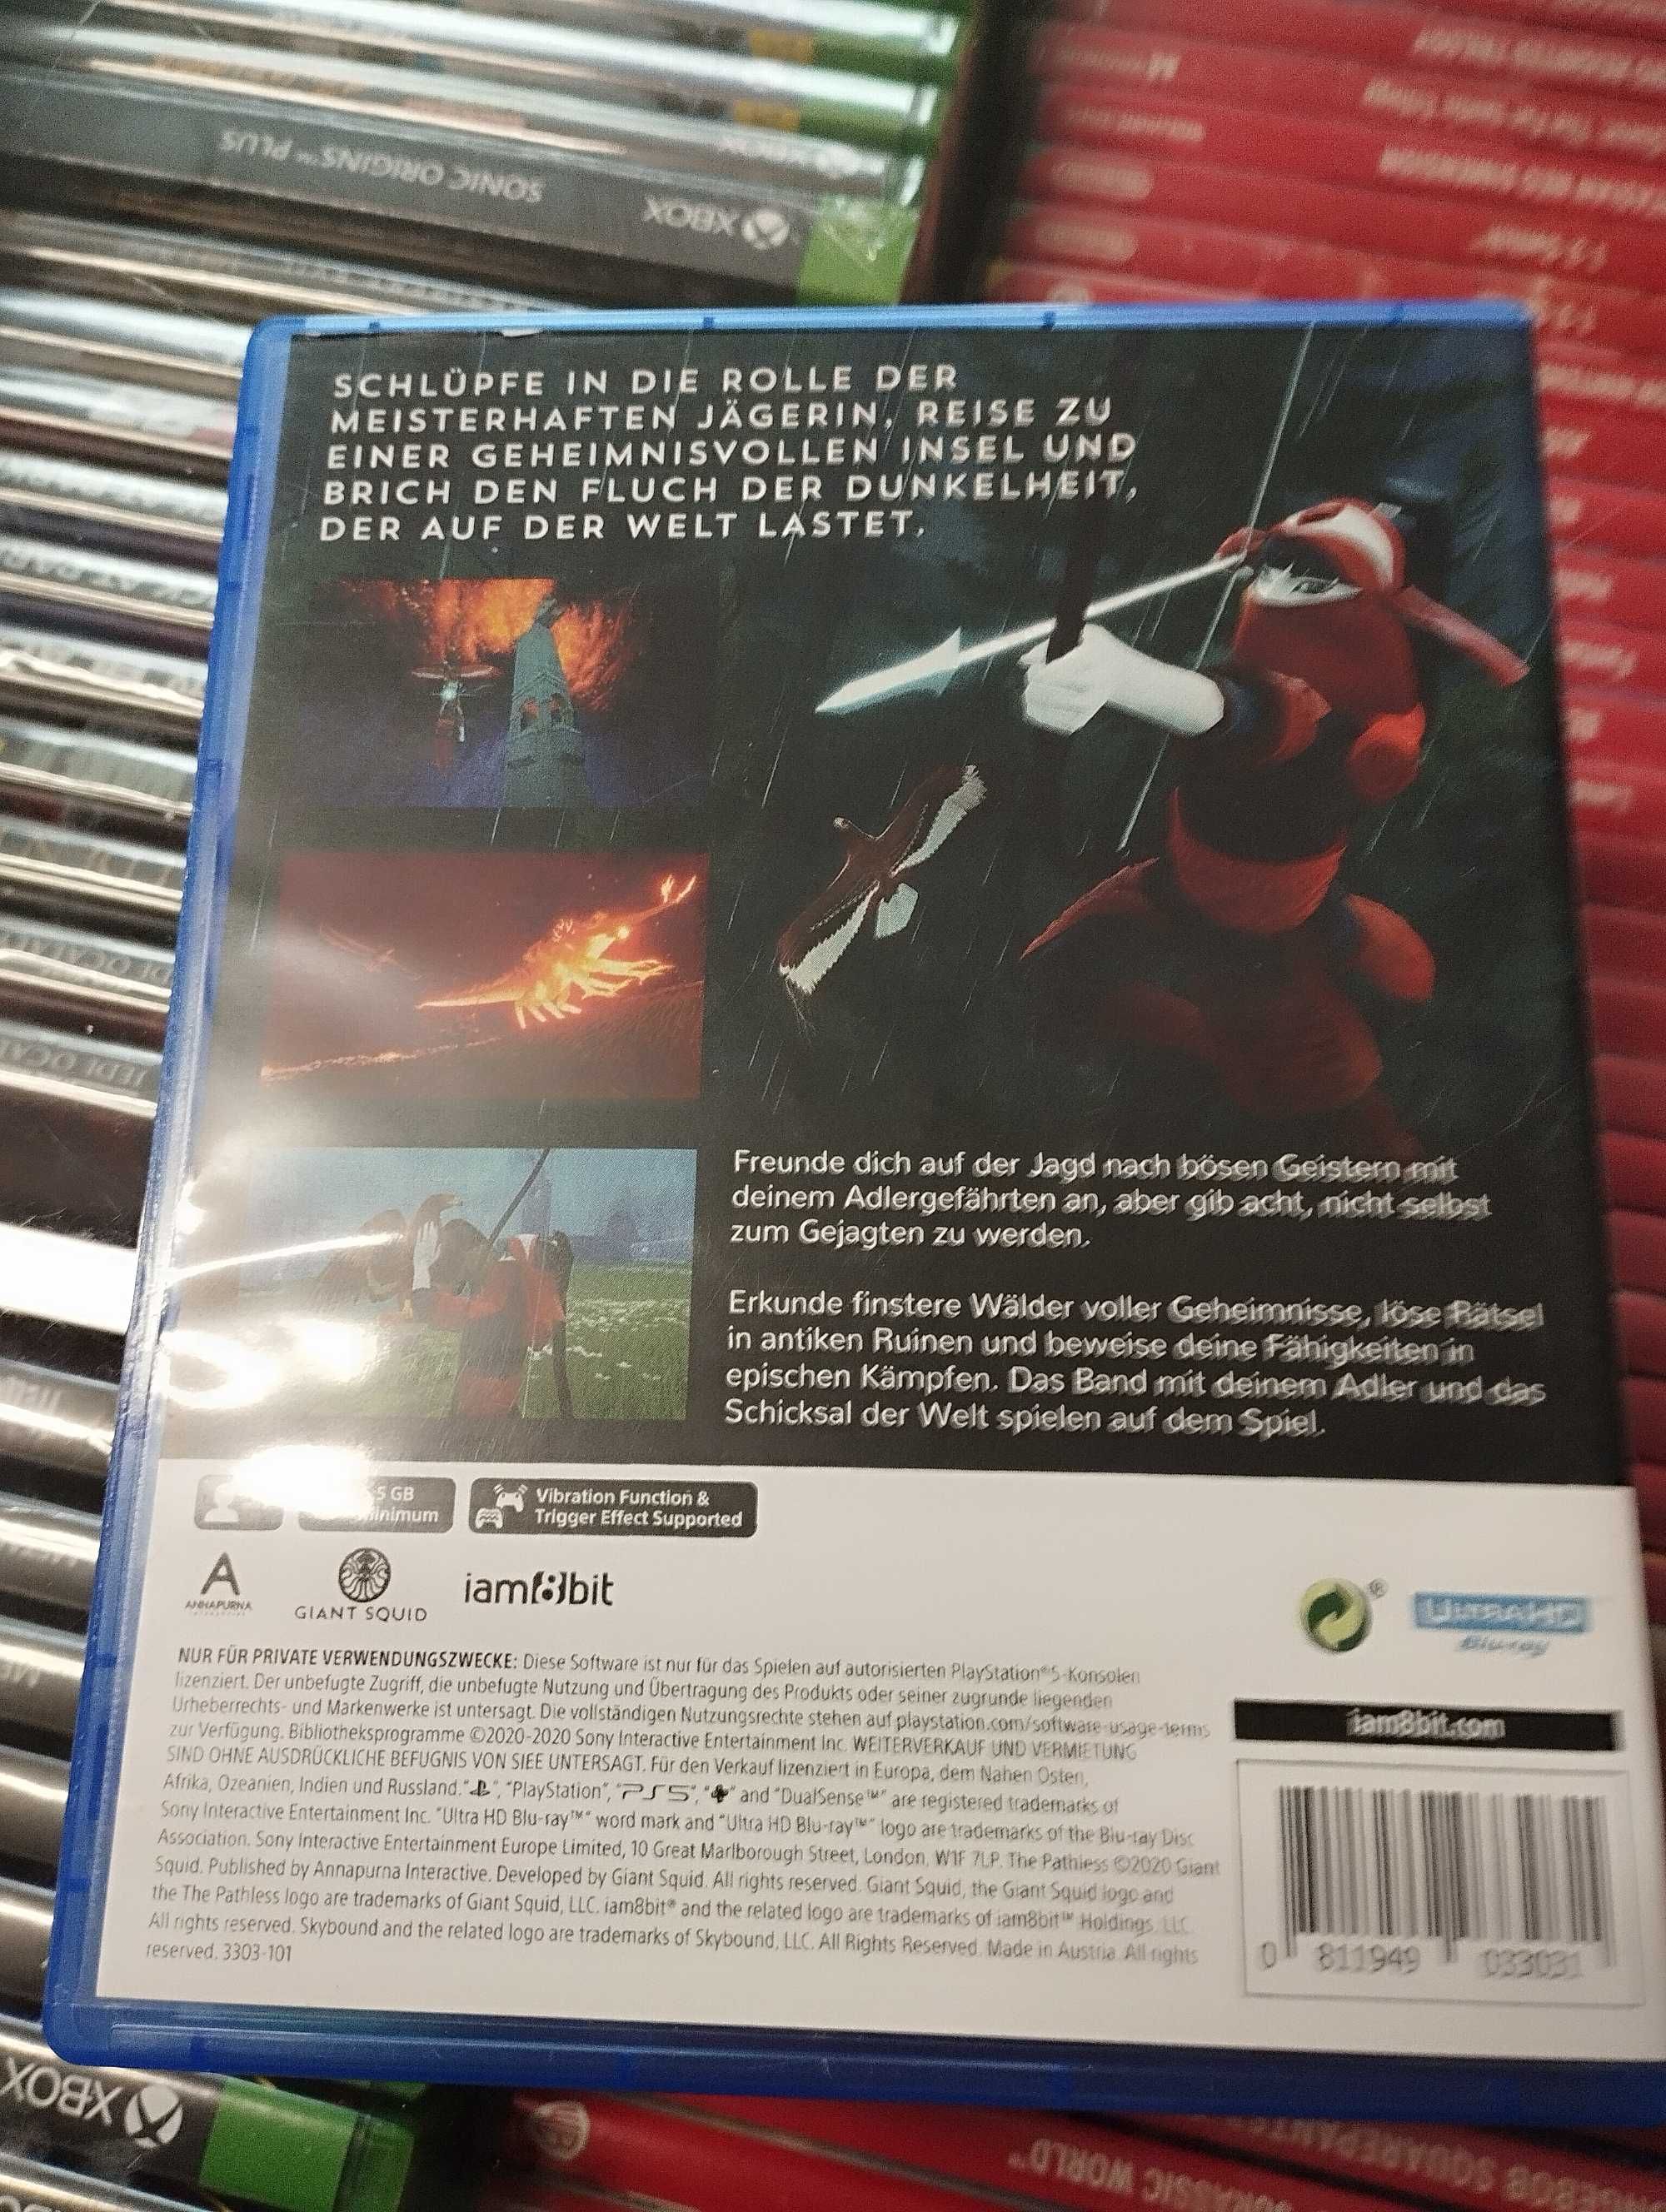 SONIC ORIGINS™ PLUS
XBOX
SCHLÜPFE IN DIE ROLLE DER
MEISTERHAFTEN JÄGERIN, REISE ZU
EINER GEHEIMNISVOLLEN INSEL UND
BRICH DEN FLUCH DER DUNKELHEIT,
DER AUF DER WELT LASTET.
Freunde dich auf der Jagd nach bösen Geistern mit
deinem Adlergefährten an, aber gib acht, nicht selbst
zum Gejagten zu werden.
Erkunde finstere Wälder voller Geheimnisse, löse Rätsel
in antiken Ruinen und beweise deine Fähigkeiten in
epischen Kämpfen. Das Band mit deinem Adler und das
Schicksal der Welt spielen auf dem Spiel.
5 GB
minimum
Vibration Function &
Trigger Effect Supported
ANNAPURNA
GIANT SQUID
iam8bit
®
ULTRA HD
Blu-ray
NUR FÜR PRIVATE VERWENDUNGSZWECKE: Diese Software ist nur für das Spielen auf autorisierten PlayStation®5-Konsolen
lizenziert. Der unbefugte Zugriff, die unbefugte Nutzung und Übertragung des Produkts oder seiner zugrunde liegenden
Urheberrechts- und Markenwerke ist untersagt. Die vollständigen Nutzungsrechte stehen auf playstation.com/software-usage-terms
zur Verfügung. Bibliotheksprogramme ©2020-2020 Sony Interactive Entertainment Inc. WEITERVERKAUF UND VERMIETUNG
SIND OHNE AUSDRÜCKLICHE BEFUGNIS VON SIEE UNTERSAGT. Für den Verkauf lizenziert in Europa, dem Nahen Osten,
Afrika, Ozeanien, Indien und Russland. "", "PlayStation", "PS5", "" and "DualSense™" are registered trademarks of
Sony Interactive Entertainment Inc. "Ultra HD Blu-ray™" word mark and "Ultra HD Blu-ray™" logo are trademarks of the Blu-ray Disc
Association. Sony Interactive Entertainment Europe Limited, 10 Great Marlborough Street, London, W1F 7LP. The Pathless ©2020 Giant
Squid. Published by Annapurna Interactive. Developed by Giant Squid. All rights reserved. Giant Squid, the Giant Squid logo and
the The Pathless logo are trademarks of Giant Squid, LLC. iam8bit® and the related logo are trademarks of iam8bit™ Holdings, LLC.
All rights reserved. Skybound and the related logo are trademarks of Skybound, LLC. All Rights Reserved. Made in Austria. All rights
reserved. 3303-101
iam8bit.com
0 811949 033031
XBOX
JURASSIC WORLD™